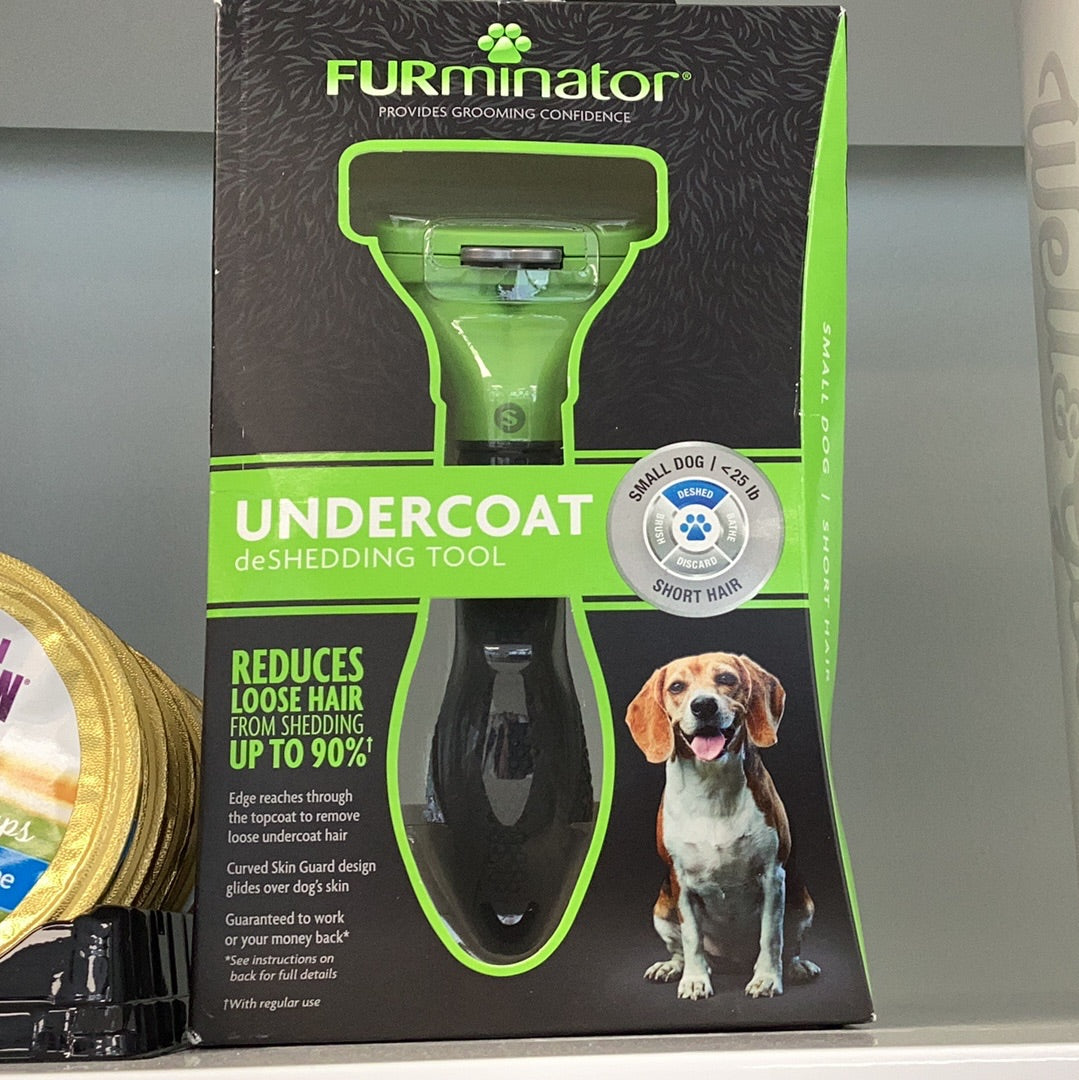 FURminator®
PROVIDES GROOMING CONFIDENCE
S
UNDERCOAT
deSHEDDING TOOL
SMALL DOG | <25 lb
DESHED
BATHE
DISCARD
BRUSH
SHORT HAIR
SMALL DOG | SHORT HAIR
REDUCES
LOOSE HAIR
FROM SHEDDING
UP TO 90%†
Edge reaches through
the topcoat to remove
loose undercoat hair
Curved Skin Guard design
glides over dog's skin
Guaranteed to work
or your money back*
*See instructions on
back for full details
†With regular use